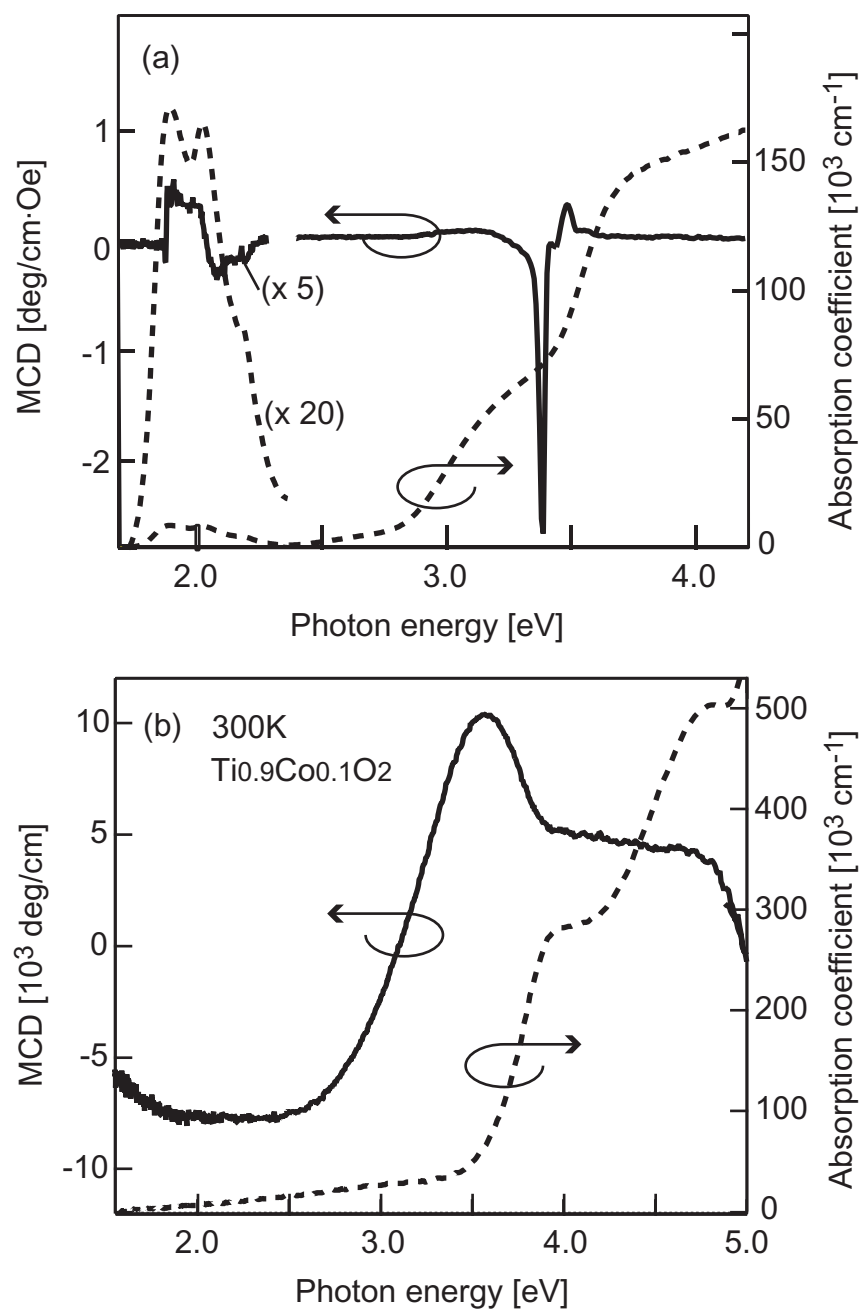 (a)
MCD [deg/cm·Oe]
1
0
-1
-2
(x 5)
(x 20)
150
100
50
0
Absorption coefficient [10³ cm⁻¹]
2.0 3.0 4.0
Photon energy [eV]
(b) 300K
Ti0.9Co0.1O2
MCD [10³ deg/cm]
10
5
0
-5
-10
500
400
300
200
100
0
Absorption coefficient [10³ cm⁻¹]
2.0 3.0 4.0 5.0
Photon energy [eV]